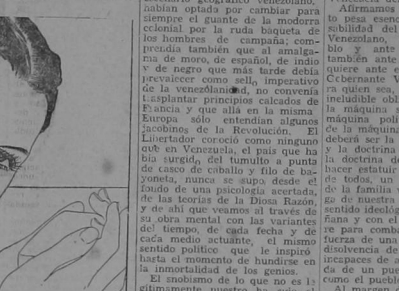 habían optado por cambiar para
siempre el guante de la modorra
colonial por la ruda baqueta de
los hombres de campaña; com-
prendía también que al amalga-
ma de moro, de español, de indio
y de negro que más tarde debía
prevalecer como sello imperativo
de la venezolanidad, no convenía
trasplantar principios calcados de
Francia y que allá en la misma
Europa sólo entendían algunos
jacobinos de la Revolución. El
Libertador coroció como ninguno
que en Venezuela, el país que ha
bía surgido del tumulto a punta
de casco de caballo y filo de ba-
yoneta, nunca se supo desde el
fondo de una psicología acertada,
de las teorías de la Diosa Razón,
y de ahí que veamos al través de
su obra mental con las variantes
del tiempo, de cada fecha y de
cada medio actuante, el mismo
sentido político que le inspiró
hasta el momento de hundirse en
la inmortalidad de los genios.
El snobismo de lo que no es
Afirmamos
to pesa esenc
sabilidad del
Venezolano,
blo y ante
también ante
quiere ante e
Gobernante V
ra quien sea,
ineludible obl
la máquina s
máquina polí
de la máquina
deberá ser la
y la doctrina
la doctrina de
hacer estatuir
de todos, un
de la familia
ga de nuestra
sentido ideológ
ñana y con el
re para comba
fuerza de una
disolvencia de
incapaces de a
da de un pue
como el pueblo
Al margen d